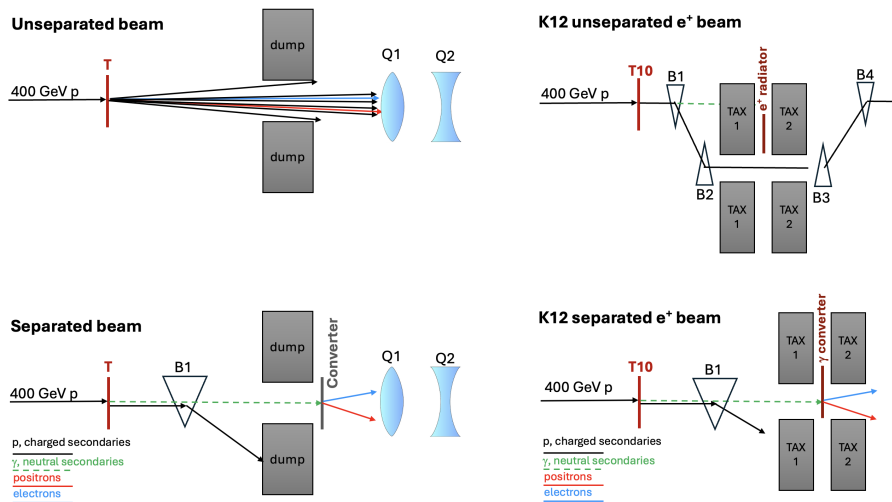 Unseparated beam
dump
Q1
Q2
T
400 GeV p
dump
K12 unseparated e⁺ beam
T10
B1
e⁺ radiator
B4
400 GeV p
TAX
1
TAX
2
B2
B3
TAX
1
TAX
2
Separated beam
dump
Converter
Q1
Q2
T
B1
400 GeV p
dump
p, charged secondaries
γ, neutral secondaries
positrons
electrons
K12 separated e⁺ beam
T10
B1
TAX
1
γ converter
TAX
2
400 GeV p
TAX
1
TAX
2
p, charged secondaries
γ, neutral secondaries
positrons
electrons